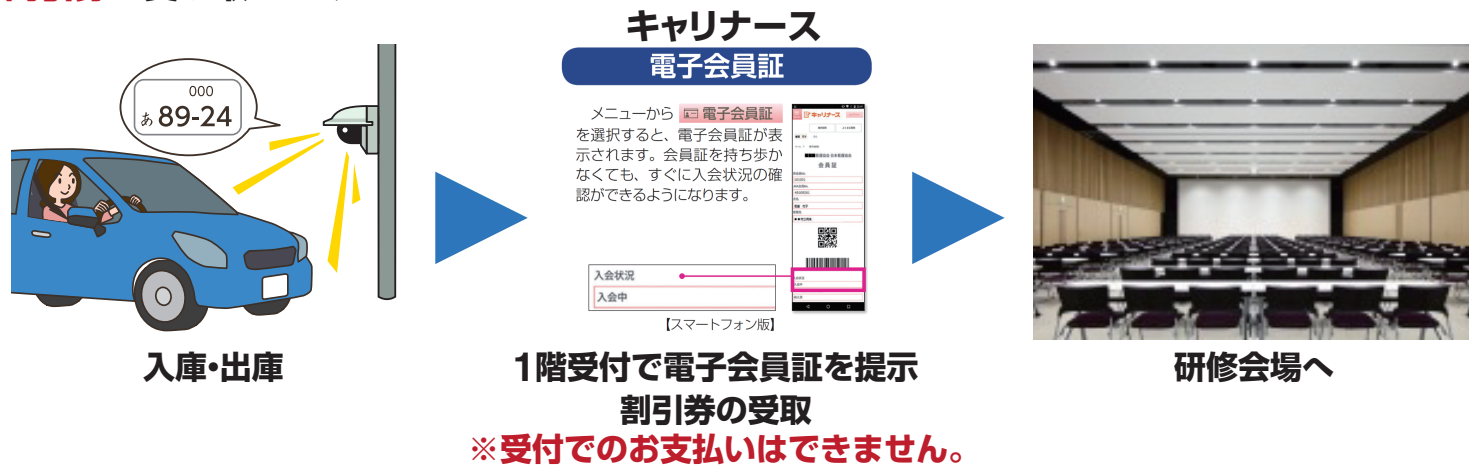 キャリナース
電子会員証
000
あ 89-24
メニューから 電子会員証
を選択すると、電子会員証が表
示されます。会員証を持ち歩か
なくても、すぐに入会状況の確
認ができるようになります。
キャリナース
会員証
入会状況
入会中
【スマートフォン版】
入庫・出庫
1階受付で電子会員証を提示
割引券の受取
※受付でのお支払いはできません。
研修会場へ